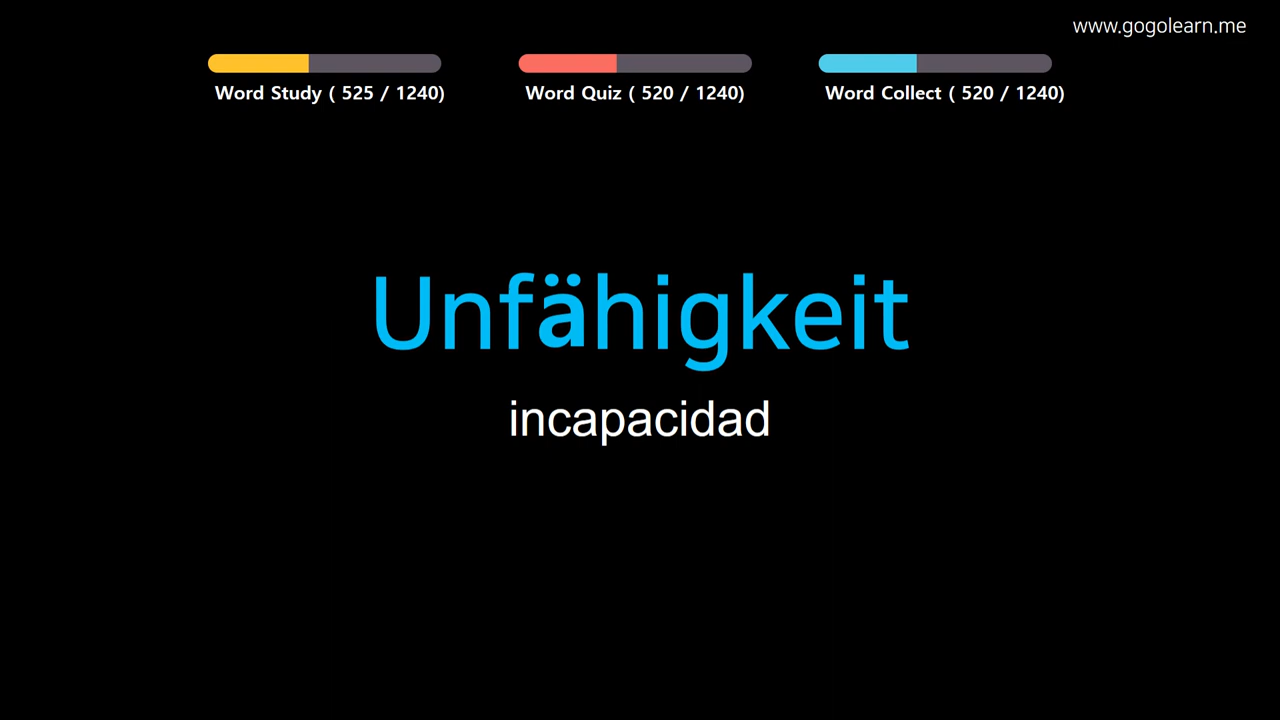 www.gogolearn.me
Word Study ( 525 / 1240)
Word Quiz ( 520 / 1240)
Word Collect ( 520 / 1240)
Unfähigkeit
incapacidad